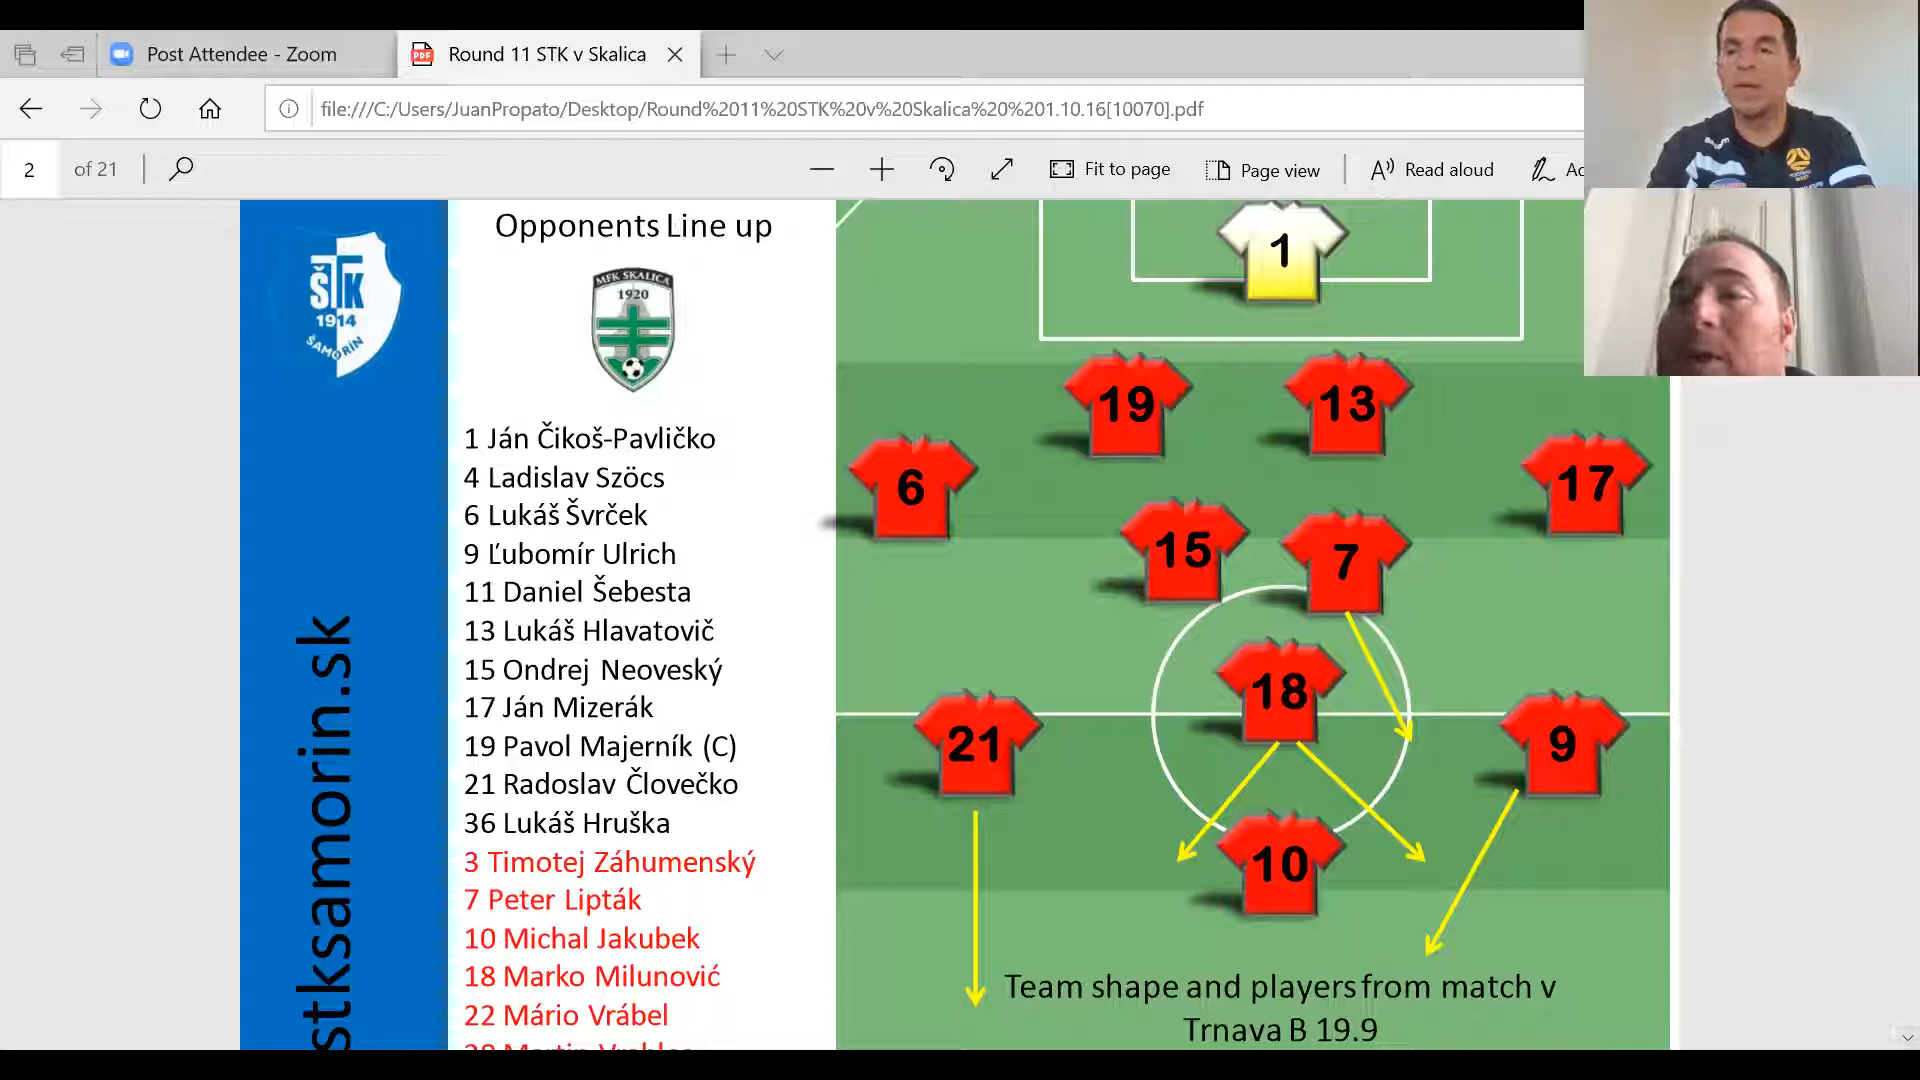 Post Attendee - Zoom
Round 11 STK v Skalica
file:///C:/Users/JuanPropato/Desktop/Round%2011%20STK%20v%20Skalica%20%201.10.16[10070].pdf
2 of 21
Fit to page
Page view
Read aloud
ŠTK
1914
ŠAMORÍN
stksamorin.sk
Opponents Line up
MFK SKALICA
1920
1 Ján Čikoš-Pavličko
4 Ladislav Szöcs
6 Lukáš Švrček
9 Ľubomír Ulrich
11 Daniel Šebesta
13 Lukáš Hlavatovič
15 Ondrej Neoveský
17 Ján Mizerák
19 Pavol Majerník (C)
21 Radoslav Človečko
36 Lukáš Hruška
3 Timotej Záhumenský
7 Peter Lipták
10 Michal Jakubek
18 Marko Milunović
22 Mário Vrábel
1
19
13
6
17
15
7
18
21
9
10
Team shape and players from match v
Trnava B 19.9